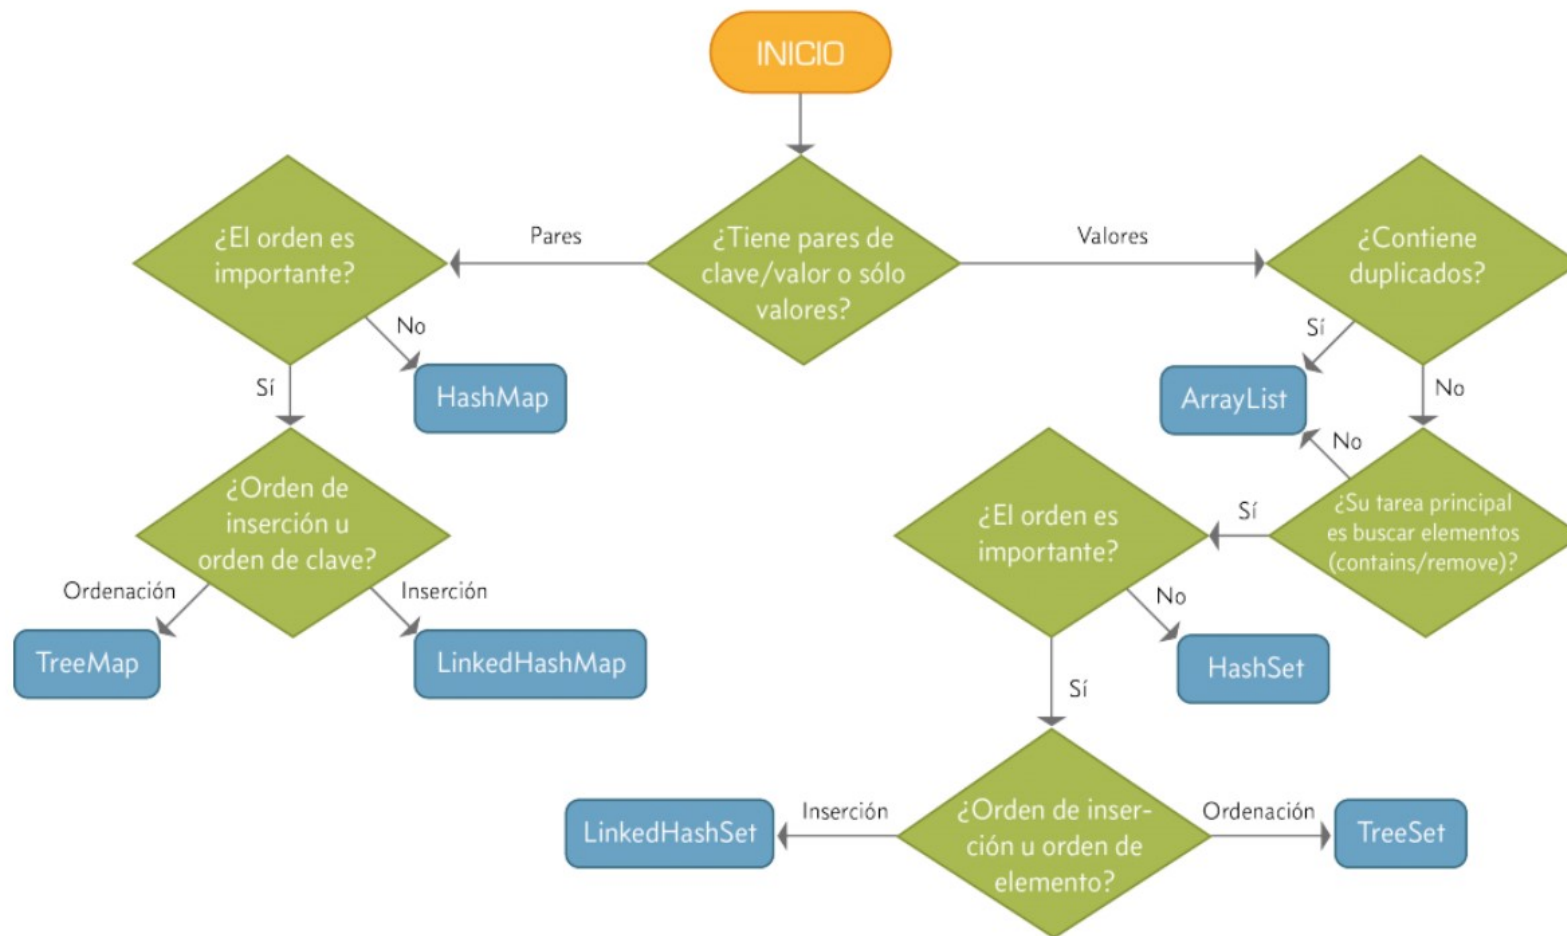 INICIO
¿El orden es
importante?
Pares
¿Tiene pares de
clave/valor o sólo
valores?
Valores
¿Contiene
duplicados?
No
Sí
HashMap
Sí
ArrayList
No
No
¿Orden de
inserción u
orden de clave?
¿El orden es
importante?
Sí
¿Su tarea principal
es buscar elementos
(contains/remove)?
Ordenación
Inserción
No
TreeMap
LinkedHashMap
HashSet
Sí
LinkedHashSet
Inserción
¿Orden de inser-
ción u orden de
elemento?
Ordenación
TreeSet